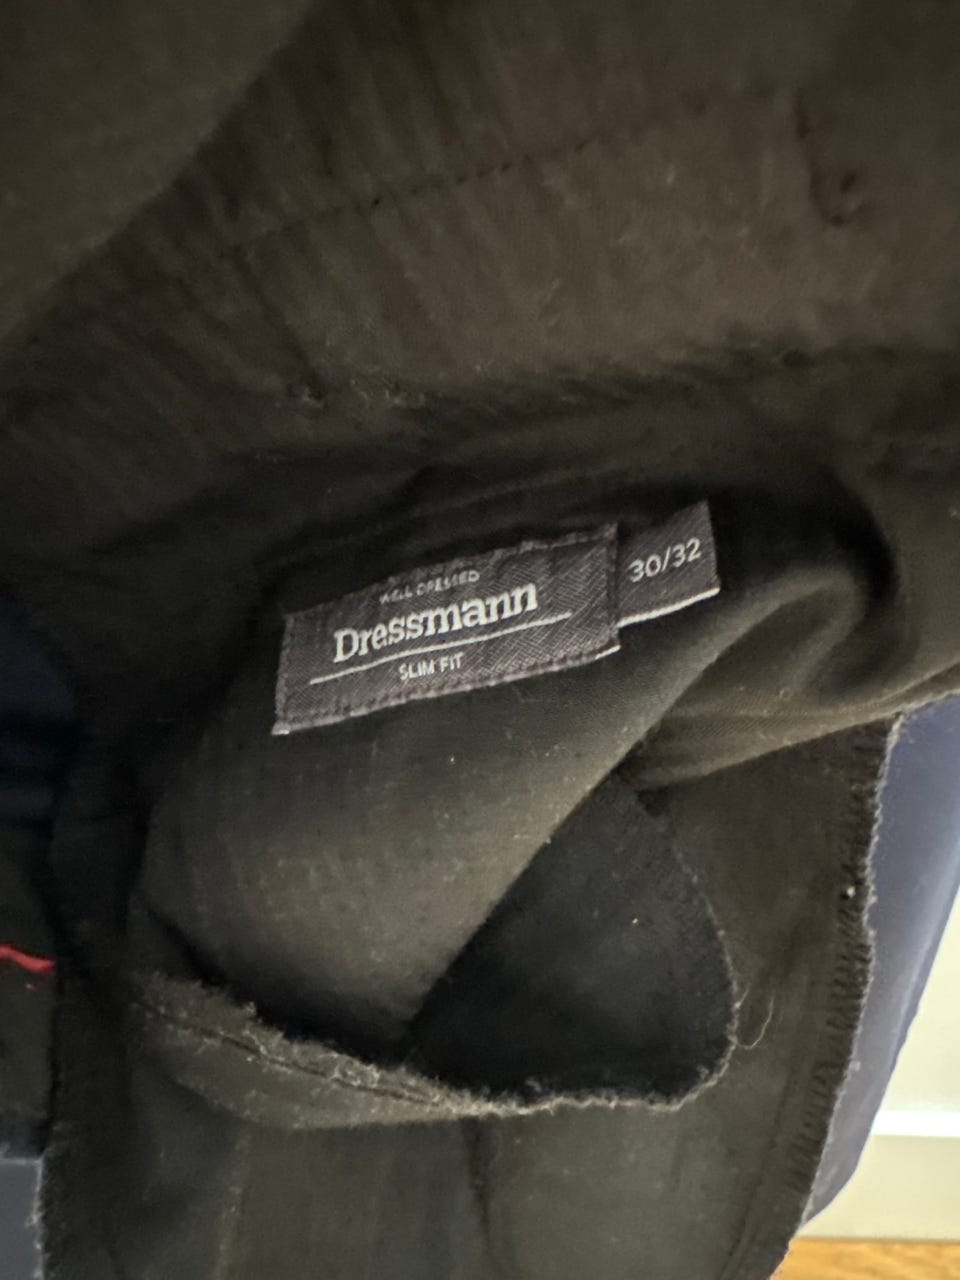 WELL DRESSED
Dressmann
SLIM FIT
30/32